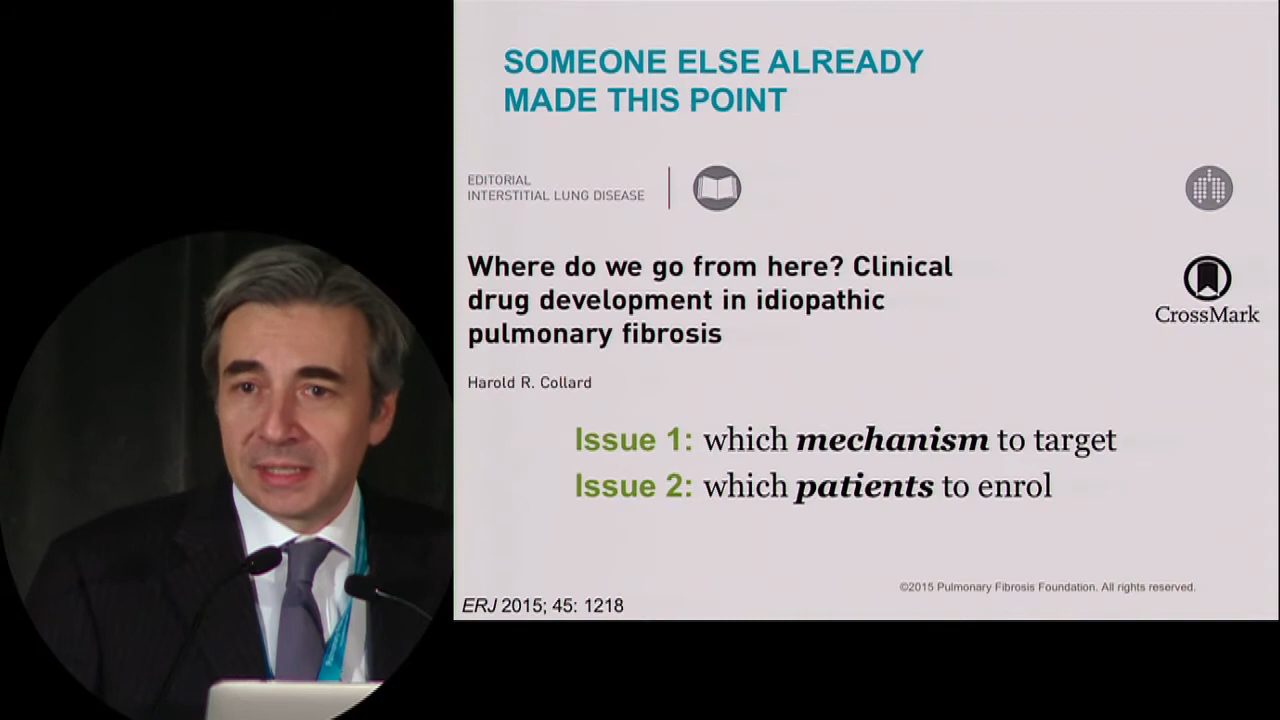 SOMEONE ELSE ALREADY
MADE THIS POINT
EDITORIAL
INTERSTITIAL LUNG DISEASE
Where do we go from here? Clinical
drug development in idiopathic
pulmonary fibrosis
CrossMark
Harold R. Collard
Issue 1: which mechanism to target
Issue 2: which patients to enrol
©2015 Pulmonary Fibrosis Foundation. All rights reserved.
ERJ 2015; 45: 1218